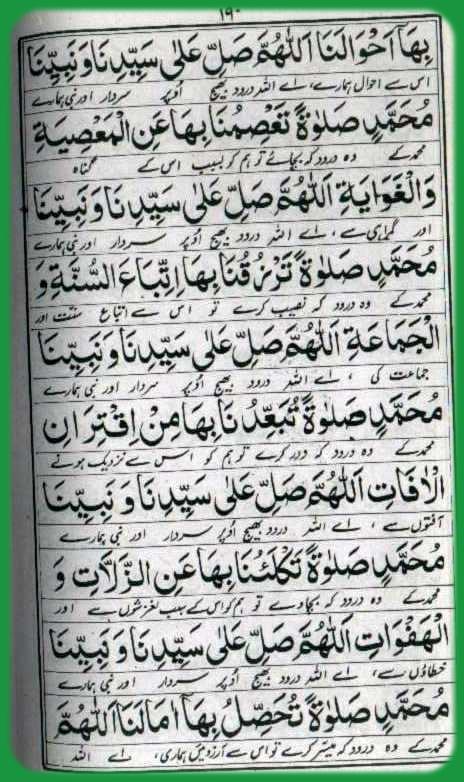 ١٩٠
بِهَآ اَحْوَالَنَا اَللّٰهُمَّ صَلِّ عَلٰى سَيِّدِنَا وَنَبِيِّنَا
اس سے احوال ہمارے، اے اللہ درود بھیج اوپر سردار اور نبی ہمارے
مُحَمَّدٍ صَلٰوةً تَعْصِمُنَا بِهَا عَنِ الْمَعْصِيَةِ
محمد کے وہ درود کہ بچائے تو ہم کو بسبب اس کے گناہ
وَالْغَوَايَةِ اَللّٰهُمَّ صَلِّ عَلٰى سَيِّدِنَا وَنَبِيِّنَا
اور گمراہی سے، اے اللہ درود بھیج اوپر سردار اور نبی ہمارے
مُحَمَّدٍ صَلٰوةً تَرْزُقُنَا بِهَا اِتِّبَاعَ السُّنَّةِ وَ
محمد کے وہ درود کہ نصیب کرے تو اس سے اتباع سنت اور
الْجَمَاعَةِ اَللّٰهُمَّ صَلِّ عَلٰى سَيِّدِنَا وَنَبِيِّنَا
جماعت کی، اے اللہ درود بھیج اوپر سردار اور نبی ہمارے
مُحَمَّدٍ صَلٰوةً تُبَعِّدُنَا بِهَا مِنْ اِقْتِرَانِ
محمد کے وہ درود کہ دور کرے تو ہم کو اس سے نزدیک ہونے
الْاٰفَاتِ اَللّٰهُمَّ صَلِّ عَلٰى سَيِّدِنَا وَنَبِيِّنَا
آفتوں سے، اے اللہ درود بھیج اوپر سردار اور نبی ہمارے
مُحَمَّدٍ صَلٰوةً تَكْلَئُنَا بِهَا عَنِ الزَّلَّاتِ وَ
محمد کے وہ درود کہ بچاوے تو ہم کو اس کے سبب لغزشوں سے اور
الْهَفَوَاتِ اَللّٰهُمَّ صَلِّ عَلٰى سَيِّدِنَا وَنَبِيِّنَا
خطاؤں سے، اے اللہ درود بھیج اوپر سردار اور نبی ہمارے
مُحَمَّدٍ صَلٰوةً تُحَصِّلُ بِهَآ اٰمَالَنَا اَللّٰهُمَّ
محمد کے وہ درود کہ میسر کرے تو اس سے آرزوئیں ہماری، اے اللہ